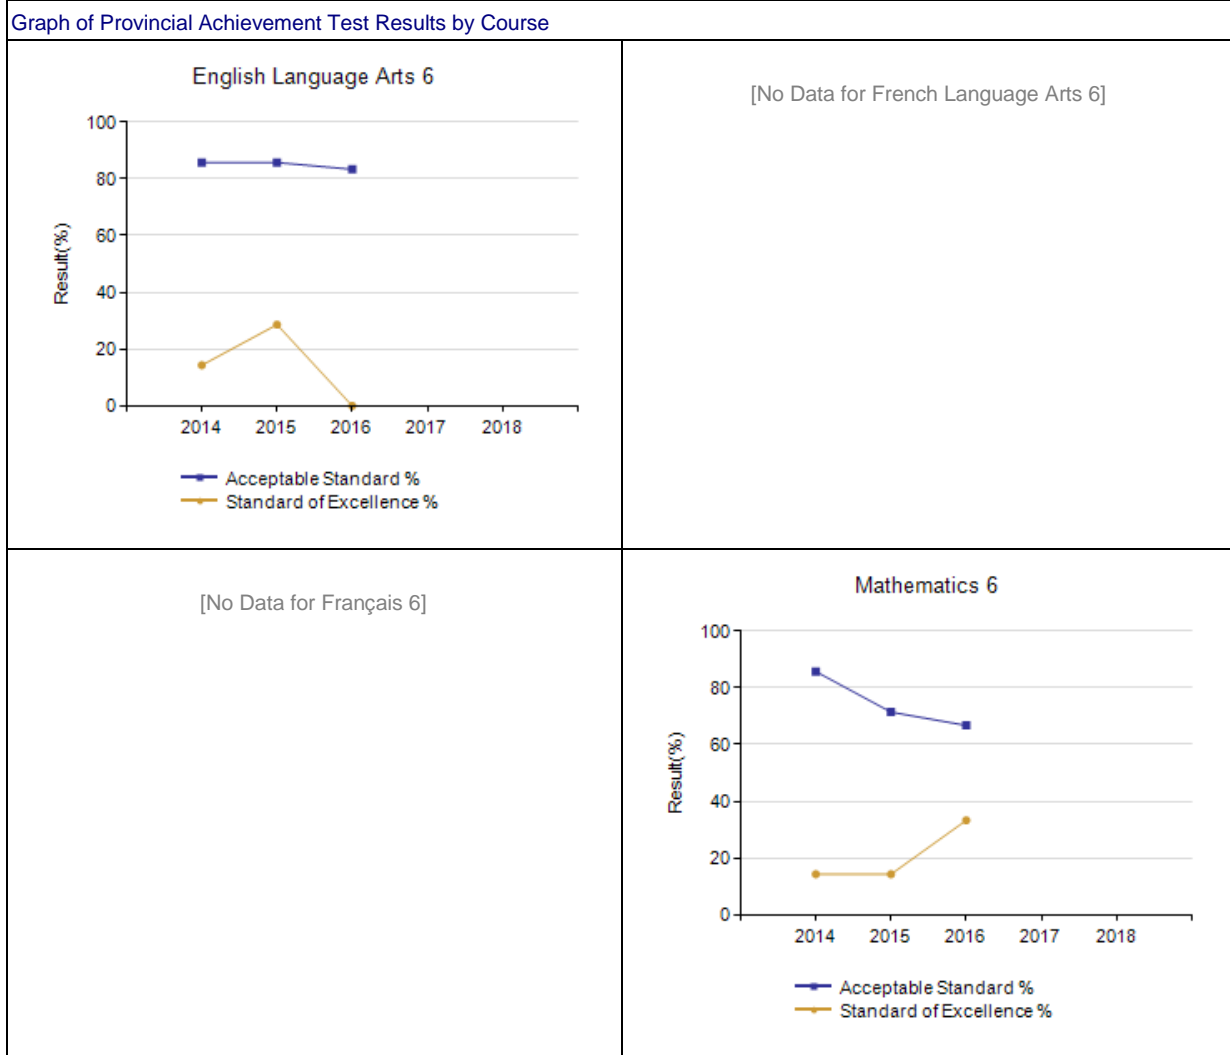 Graph of Provincial Achievement Test Results by Course
English Language Arts 6
100
80
60
40
20
0
Result(%)
2014 2015 2016 2017 2018
Acceptable Standard %
Standard of Excellence %
[No Data for French Language Arts 6]
[No Data for Français 6]
Mathematics 6
100
80
60
40
20
0
Result(%)
2014 2015 2016 2017 2018
Acceptable Standard %
Standard of Excellence %